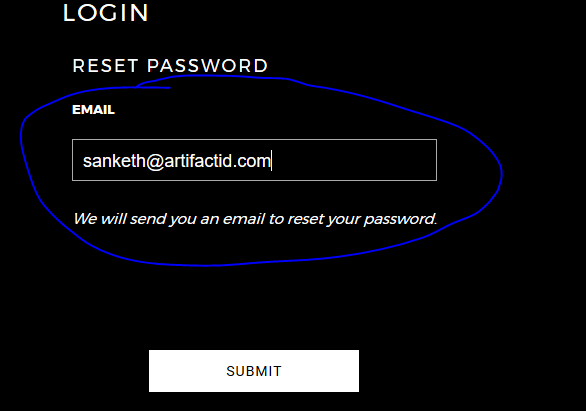 LOGIN
RESET PASSWORD
EMAIL
sanketh@artifactid.com
We will send you an email to reset your password.
SUBMIT